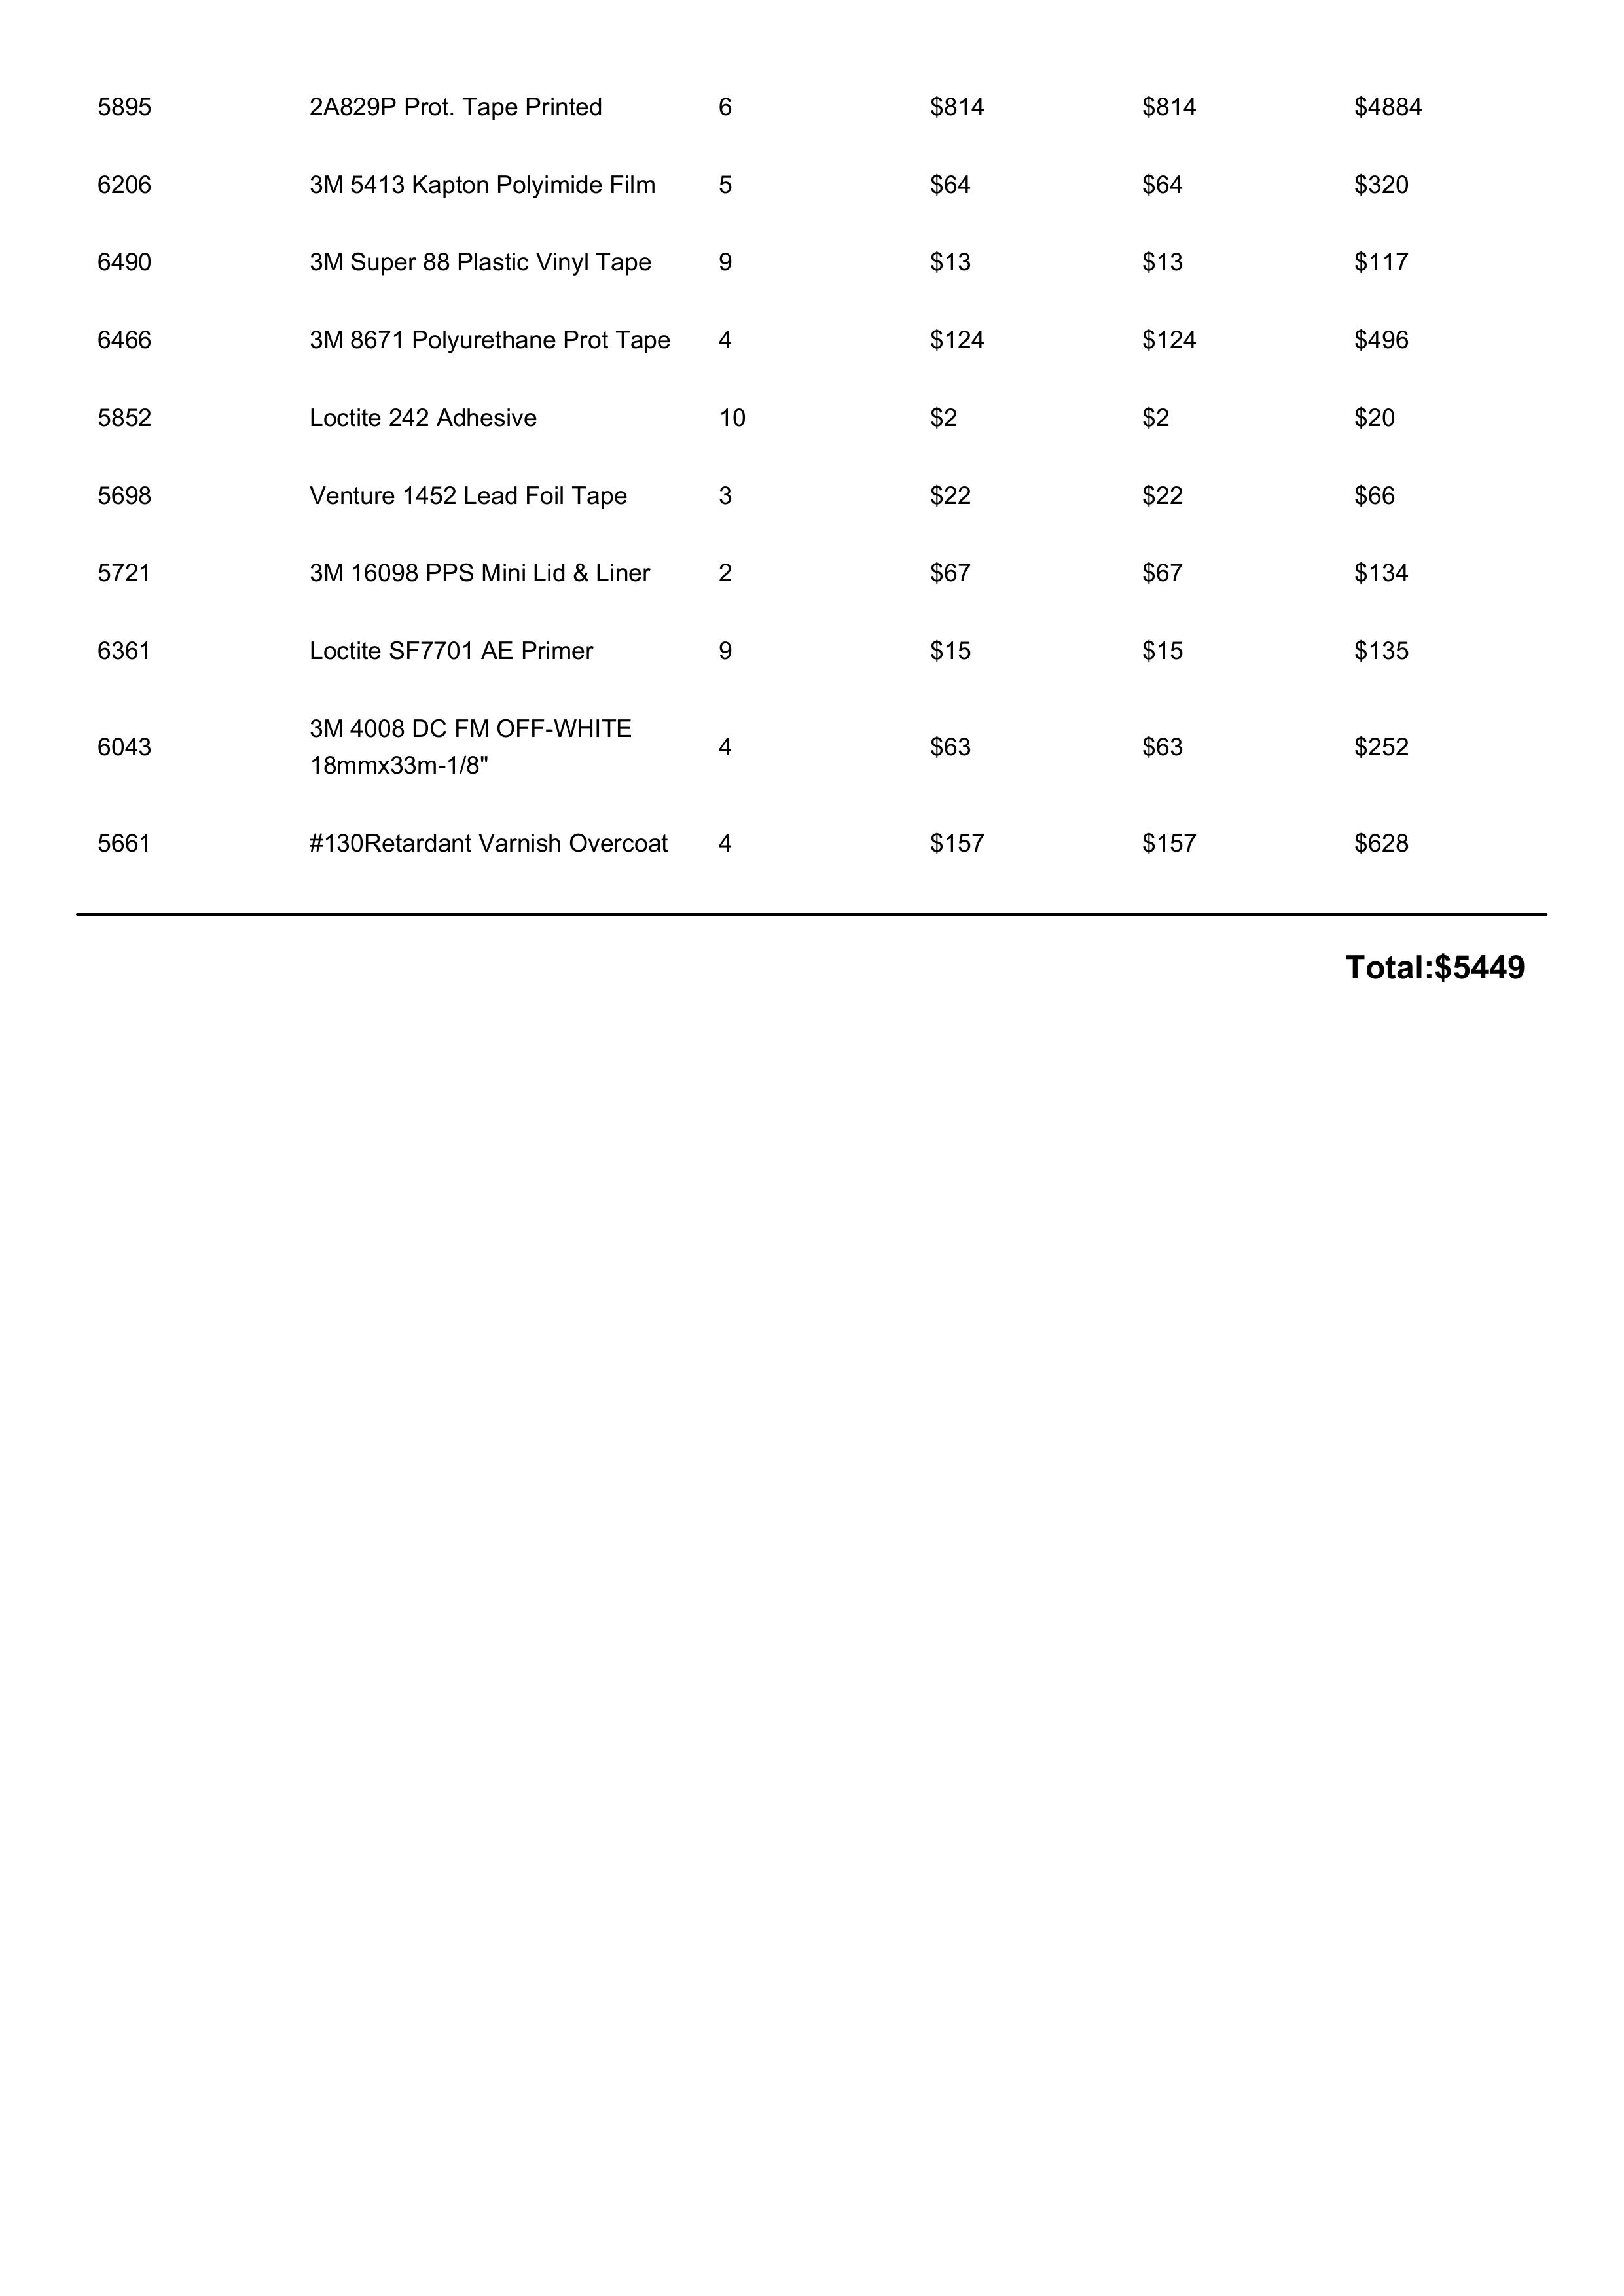 5895 2A829P Prot. Tape Printed 6 $814 $814 $4884
6206 3M 5413 Kapton Polyimide Film 5 $64 $64 $320
6490 3M Super 88 Plastic Vinyl Tape 9 $13 $13 $117
6466 3M 8671 Polyurethane Prot Tape 4 $124 $124 $496
5852 Loctite 242 Adhesive 10 $2 $2 $20
5698 Venture 1452 Lead Foil Tape 3 $22 $22 $66
5721 3M 16098 PPS Mini Lid & Liner 2 $67 $67 $134
6361 Loctite SF7701 AE Primer 9 $15 $15 $135
6043 3M 4008 DC FM OFF-WHITE 4 $63 $63 $252
18mmx33m-1/8"
5661 #130Retardant Varnish Overcoat 4 $157 $157 $628
Total:$5449